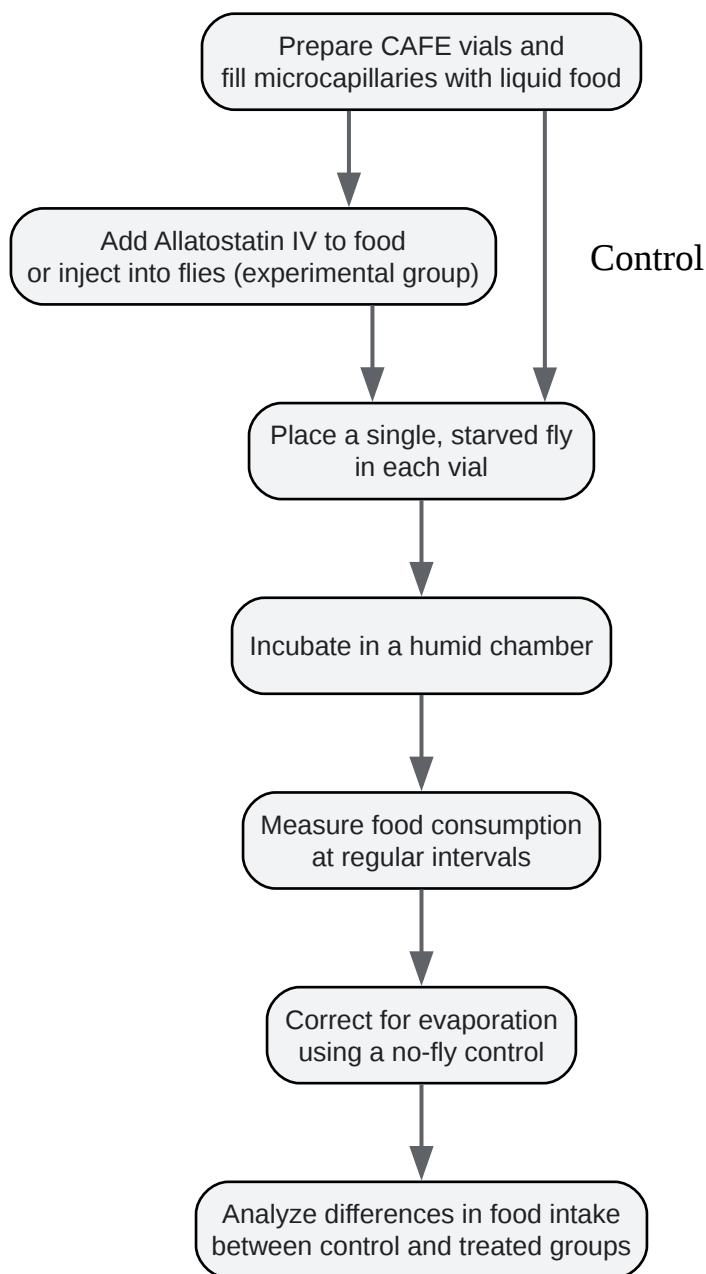 Prepare CAFE vials and
fill microcapillaries with liquid food
Add Allatostatin IV to food
or inject into flies (experimental group)
Control
Place a single, starved fly
in each vial
Incubate in a humid chamber
Measure food consumption
at regular intervals
Correct for evaporation
using a no-fly control
Analyze differences in food intake
between control and treated groups